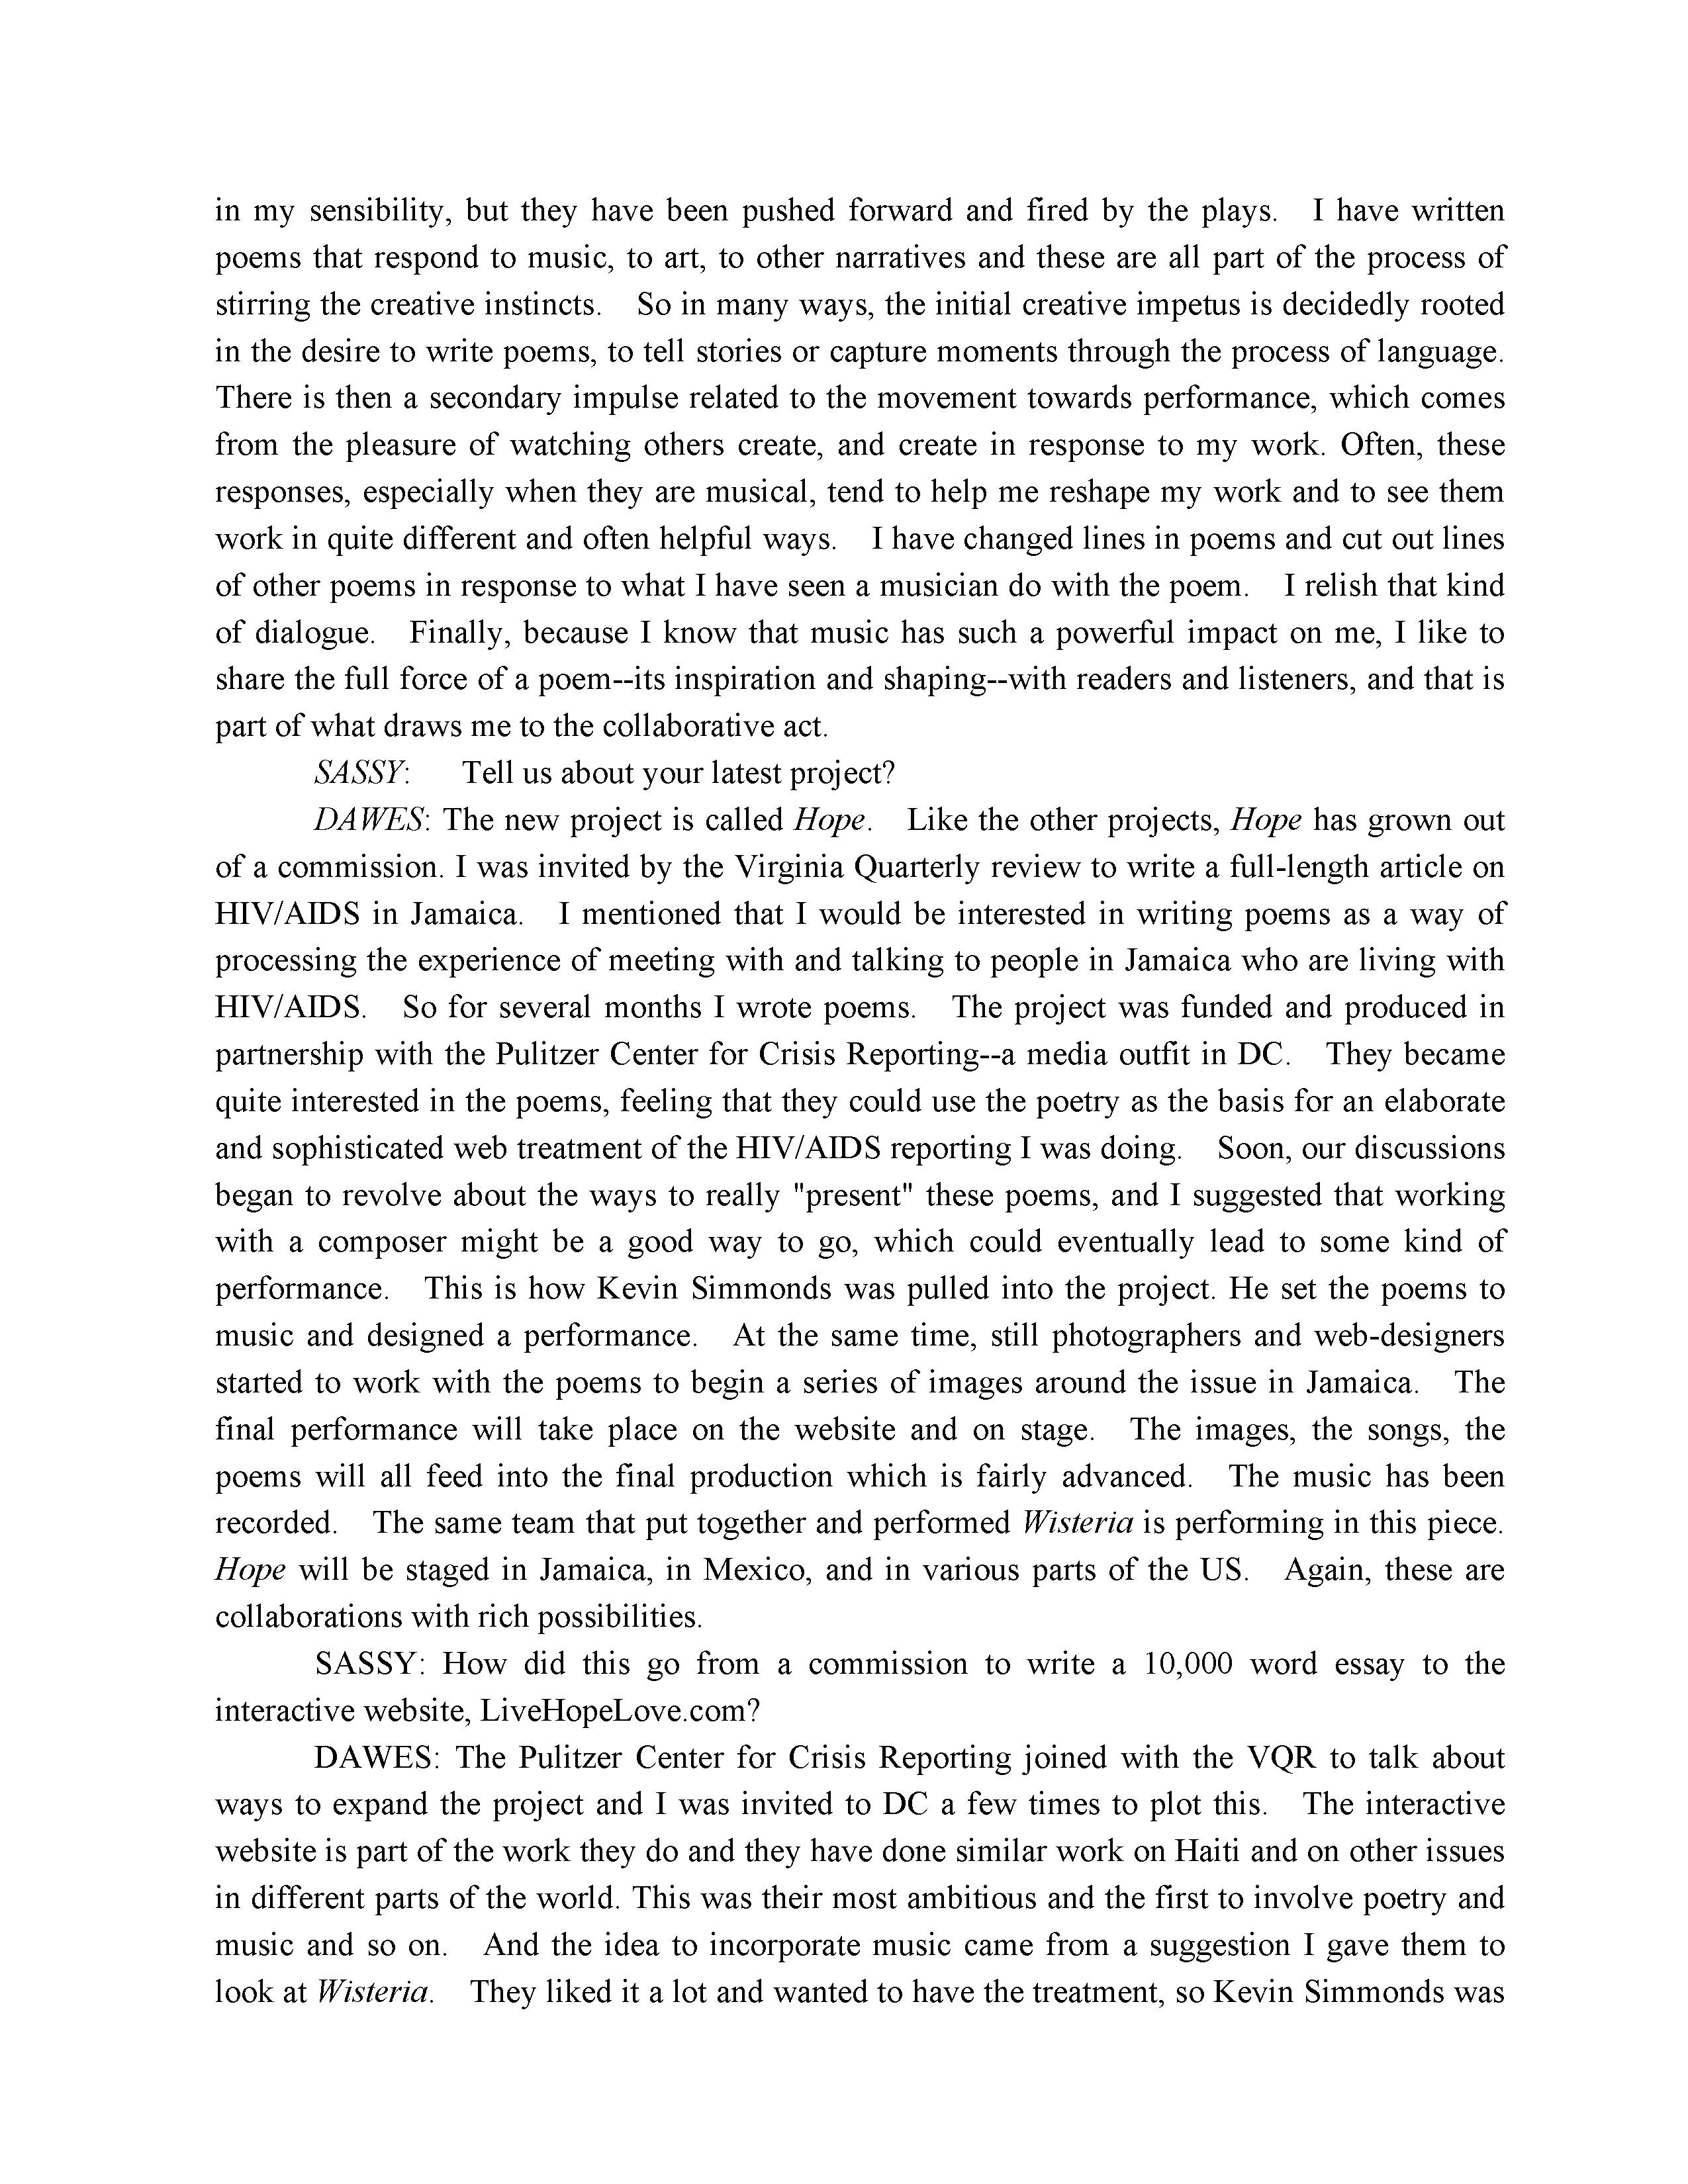 in my sensibility, but they have been pushed forward and fired by the plays. I have written
poems that respond to music, to art, to other narratives and these are all part of the process of
stirring the creative instincts. So in many ways, the initial creative impetus is decidedly rooted
in the desire to write poems, to tell stories or capture moments through the process of language.
There is then a secondary impulse related to the movement towards performance, which comes
from the pleasure of watching others create, and create in response to my work. Often, these
responses, especially when they are musical, tend to help me reshape my work and to see them
work in quite different and often helpful ways. I have changed lines in poems and cut out lines
of other poems in response to what I have seen a musician do with the poem. I relish that kind
of dialogue. Finally, because I know that music has such a powerful impact on me, I like to
share the full force of a poem--its inspiration and shaping--with readers and listeners, and that is
part of what draws me to the collaborative act.
SASSY: Tell us about your latest project?
DAWES: The new project is called Hope. Like the other projects, Hope has grown out
of a commission. I was invited by the Virginia Quarterly review to write a full-length article on
HIV/AIDS in Jamaica. I mentioned that I would be interested in writing poems as a way of
processing the experience of meeting with and talking to people in Jamaica who are living with
HIV/AIDS. So for several months I wrote poems. The project was funded and produced in
partnership with the Pulitzer Center for Crisis Reporting--a media outfit in DC. They became
quite interested in the poems, feeling that they could use the poetry as the basis for an elaborate
and sophisticated web treatment of the HIV/AIDS reporting I was doing. Soon, our discussions
began to revolve about the ways to really "present" these poems, and I suggested that working
with a composer might be a good way to go, which could eventually lead to some kind of
performance. This is how Kevin Simmonds was pulled into the project. He set the poems to
music and designed a performance. At the same time, still photographers and web-designers
started to work with the poems to begin a series of images around the issue in Jamaica. The
final performance will take place on the website and on stage. The images, the songs, the
poems will all feed into the final production which is fairly advanced. The music has been
recorded. The same team that put together and performed Wisteria is performing in this piece.
Hope will be staged in Jamaica, in Mexico, and in various parts of the US. Again, these are
collaborations with rich possibilities.
SASSY: How did this go from a commission to write a 10,000 word essay to the
interactive website, LiveHopeLove.com?
DAWES: The Pulitzer Center for Crisis Reporting joined with the VQR to talk about
ways to expand the project and I was invited to DC a few times to plot this. The interactive
website is part of the work they do and they have done similar work on Haiti and on other issues
in different parts of the world. This was their most ambitious and the first to involve poetry and
music and so on. And the idea to incorporate music came from a suggestion I gave them to
look at Wisteria. They liked it a lot and wanted to have the treatment, so Kevin Simmonds was